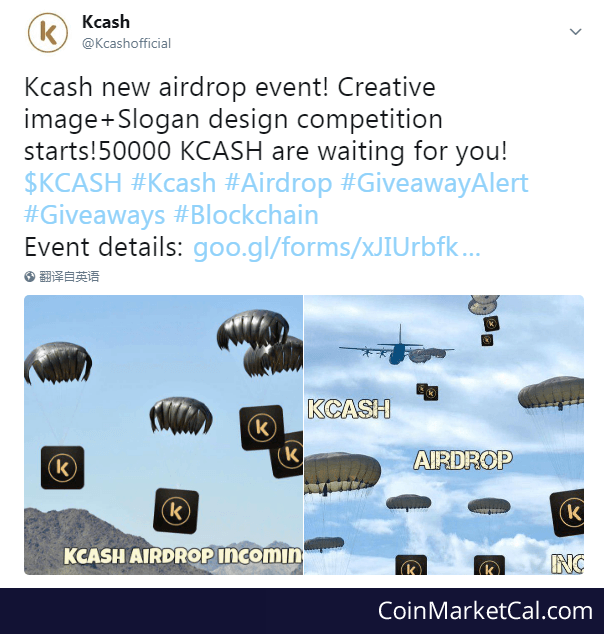 Kcash
@Kcashofficial
Kcash new airdrop event! Creative
image+Slogan design competition
starts!50000 KCASH are waiting for you!
$KCASH #Kcash #Airdrop #GiveawayAlert
#Giveaways #Blockchain
Event details: goo.gl/forms/xJIUrbfk...
翻译自英语
KCASH
AIRDROP
KCASH AIRDROP INCOMIN
INC
CoinMarketCal.com